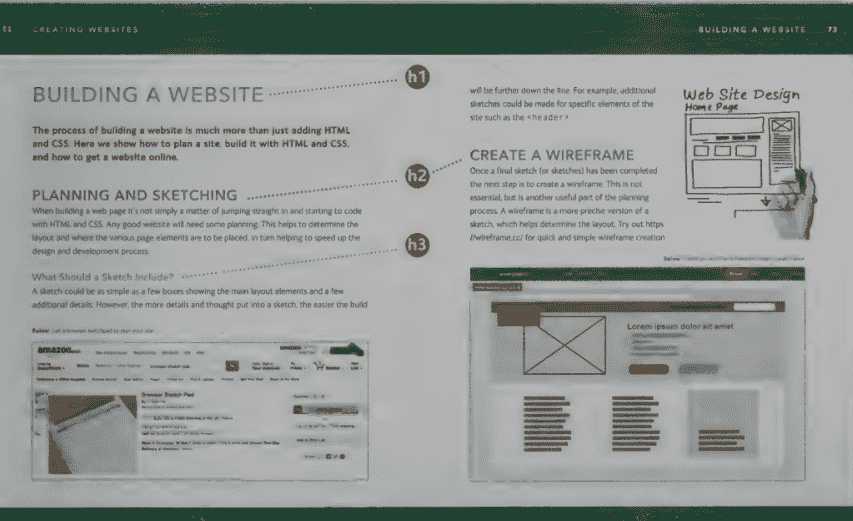 CREATING WEBSITES
BUILDING A WEBSITE 73
BUILDING A WEBSITE
h1
The process of building a website is much more than just adding HTML
and CSS. Here we show how to plan a site, build it with HTML and CSS,
and how to get a website online.
h2
PLANNING AND SKETCHING
When building a web page it's not simply a matter of jumping straight in and starting to code
with HTML and CSS. Any good website will need some planning. This helps to determine the
layout and where the various page elements are to be placed, in turn helping to speed up the
design and development process
h3
What Should a Sketch Include?
A sketch could be as simple as a few boxes showing the main layout elements and a few
additional details. However, the more details and thought put into a sketch, the easier the build
Below: a browser sketchpad to plan your site
amazon
Browser Sketch Pad
will be further down the line. For example, additional
sketches could be made for specific elements of the
site such as the <header>
CREATE A WIREFRAME
Once a final sketch (or sketches) has been completed
the next step is to create a wireframe. This is not
essential, but is another useful part of the planning
process. A wireframe is a more precise version of a
sketch, which helps determine the layout. Try out https
//wireframe.cc/ for quick and simple wireframe creation
Web Site Design
Home Page
Below:
Lorem ipsum dolor sit amet